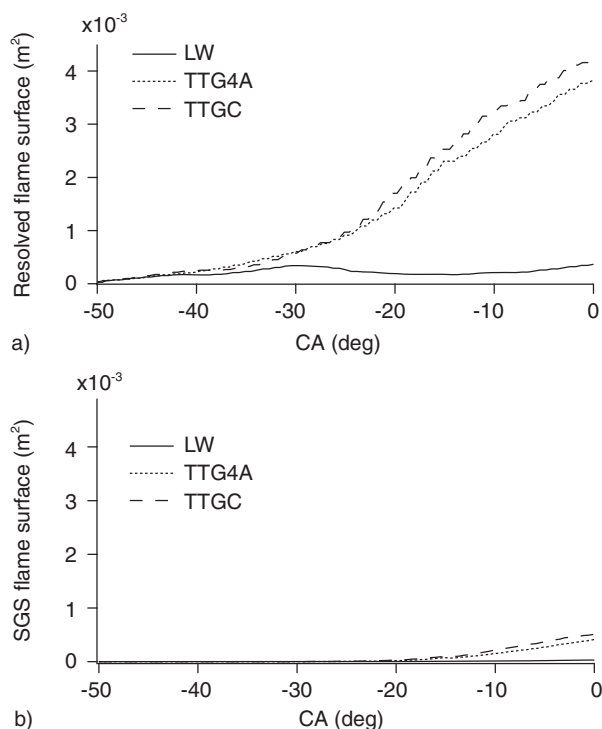 x10-3
Resolved flame surface (m2)
4
3
2
1
0
LW
TTG4A
TTGC
-50 -40 -30 -20 -10 0
CA (deg)
a)
x10-3
SGS flame surface (m2)
4
3
2
1
0
LW
TTG4A
TTGC
-50 -40 -30 -20 -10 0
CA (deg)
b)